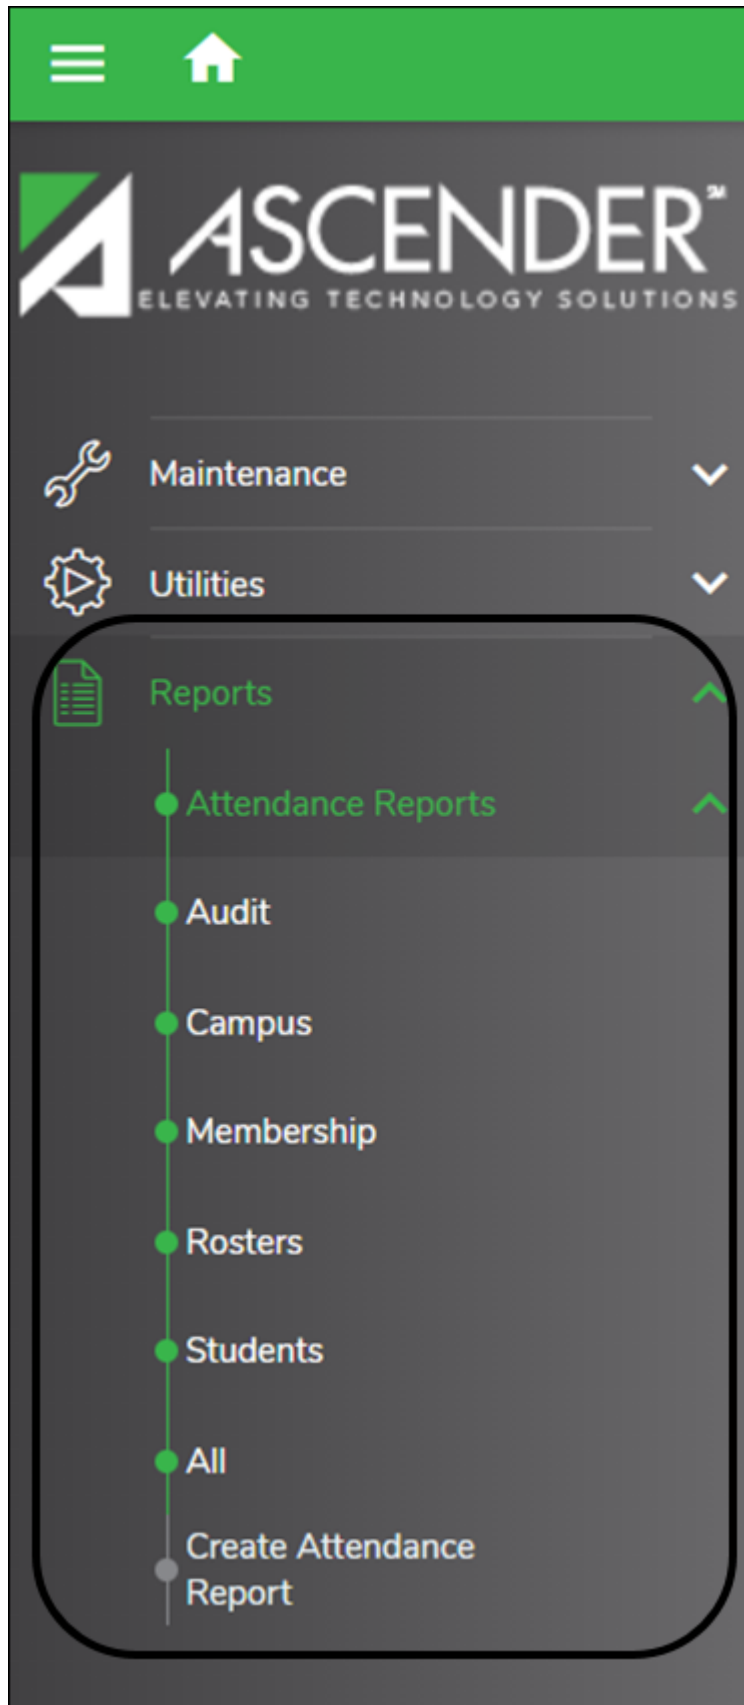 ASCENDER℠
ELEVATING TECHNOLOGY SOLUTIONS
Maintenance
Utilities
Reports
Attendance Reports
Audit
Campus
Membership
Rosters
Students
All
Create Attendance
Report